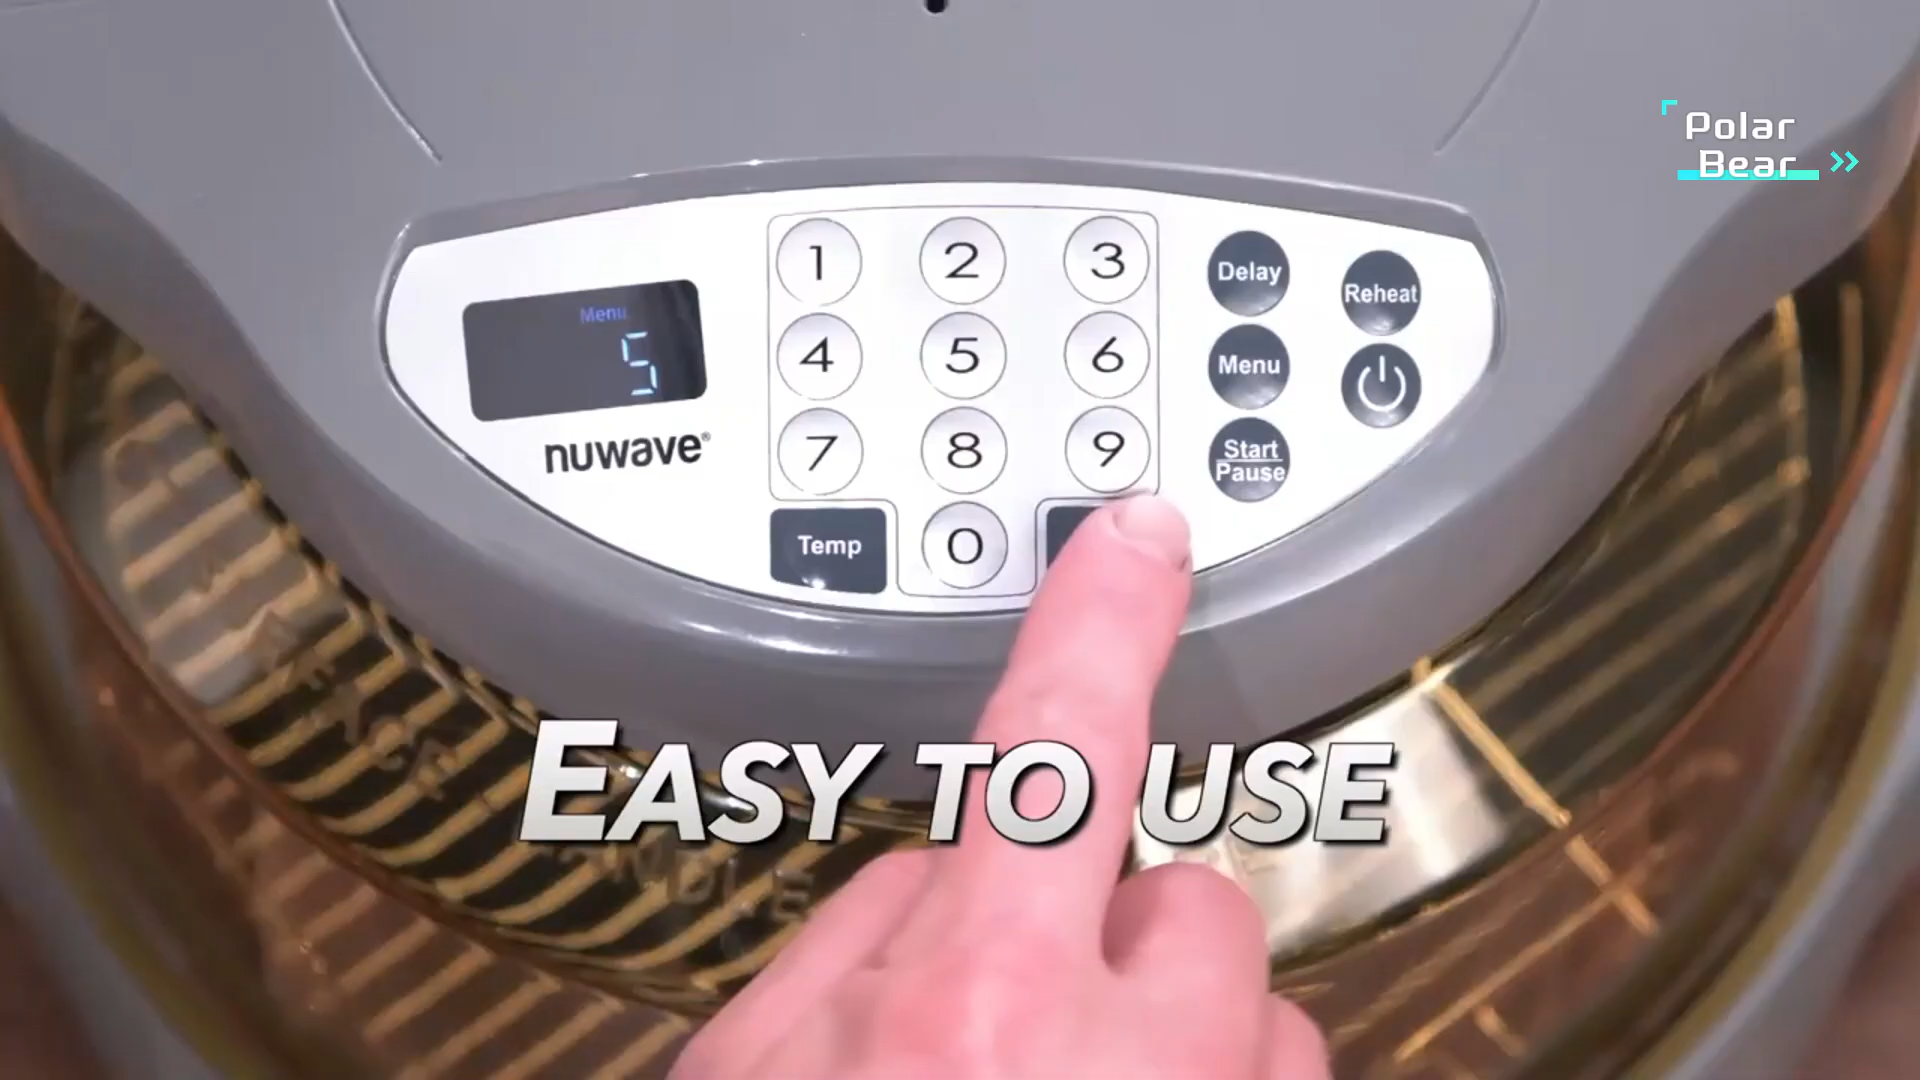 Polar
Bear
1 2 3
Delay
Reheat
Menu
5
4 5 6
Menu
nuwave®
7 8 9
Start
Pause
Temp
0
EASY TO USE